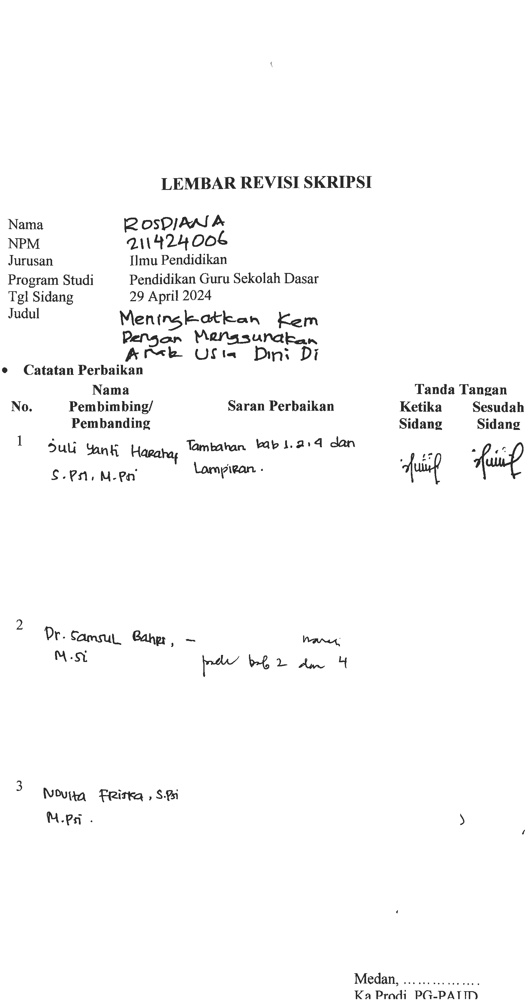 LEMBAR REVISI SKRIPSI
Nama ROSDIANA
NPM 211424006
Jurusan Ilmu Pendidikan
Program Studi Pendidikan Guru Sekolah Dasar
Tgl Sidang 29 April 2024
Judul Meningkatkan Kem
Dengan Menggunakan
Anak Usia Dini Di
• Catatan Perbaikan
Nama Tanda Tangan
No. Pembimbing/ Saran Perbaikan Ketika Sesudah
Pembanding Sidang Sidang
1 Suli Yanti Harahap Tambahan bab 1.2.4 dan
S.Psi, M.Psi Lampiran.
2 Dr. Samsul Bahri, -
M.Si pada bab 2 dan 4
3 Novita Friska, S.Psi
M.Psi.
Medan, ................
Ka Prodi PG-PAUD